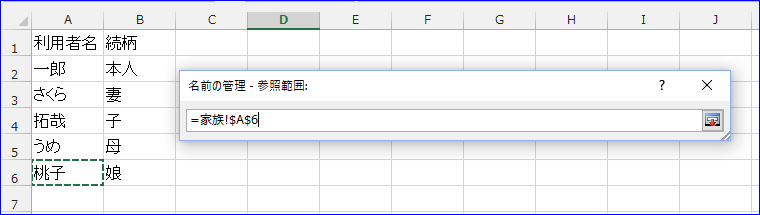 A B C D E F G H I J
1 利用者名 続柄
2 一郎 本人
名前の管理 - 参照範囲: ? ×
3 さくら 妻
=家族!$A$6
4 拓哉 子
5 うめ 母
6 桃子 娘
7